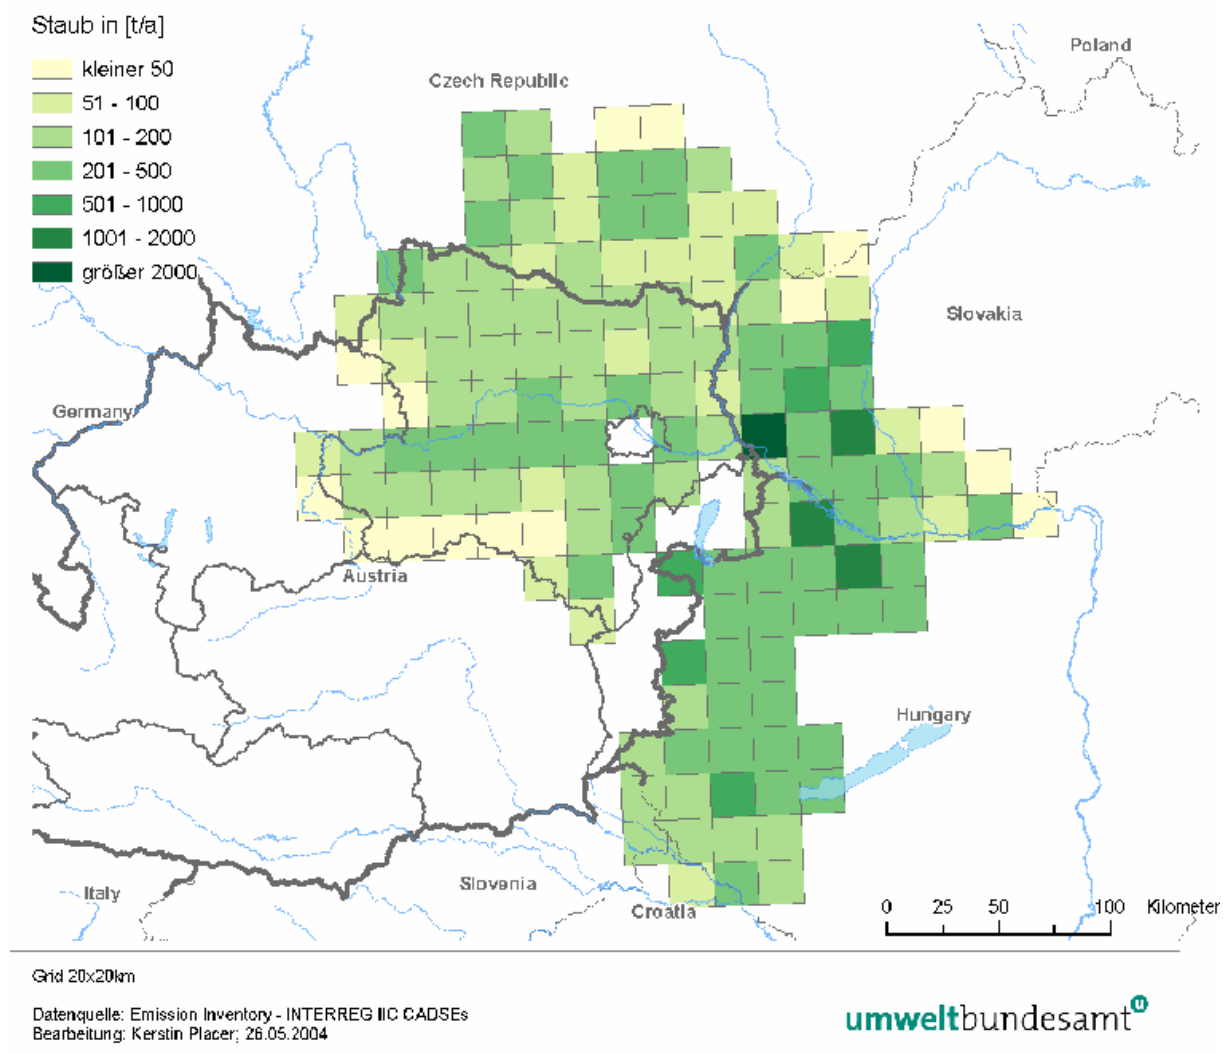 Staub in [t/a]
kleiner 50
51 - 100
101 - 200
201 - 500
501 - 1000
1001 - 2000
größer 2000
Poland
Czech Republic
Slovakia
Germany
Austria
Hungary
Slovenia
Italy
Croatia
0 25 50 100 Kilometer
Grid 20x20km
Datenquelle: Emission Inventory - INTERREG IIC CADSEs
Bearbeitung: Kerstin Placer; 26.05.2004
umweltbundesamt u